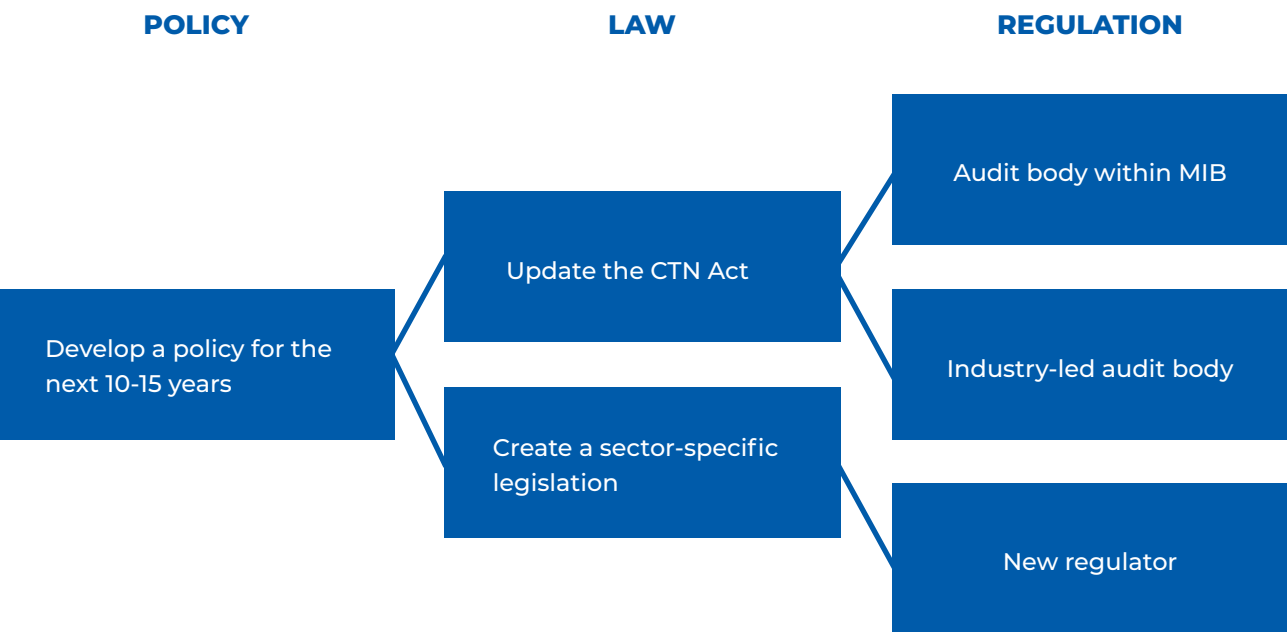 POLICY
LAW
REGULATION
Develop a policy for the
next 10-15 years
Update the CTN Act
Create a sector-specific
legislation
Audit body within MIB
Industry-led audit body
New regulator